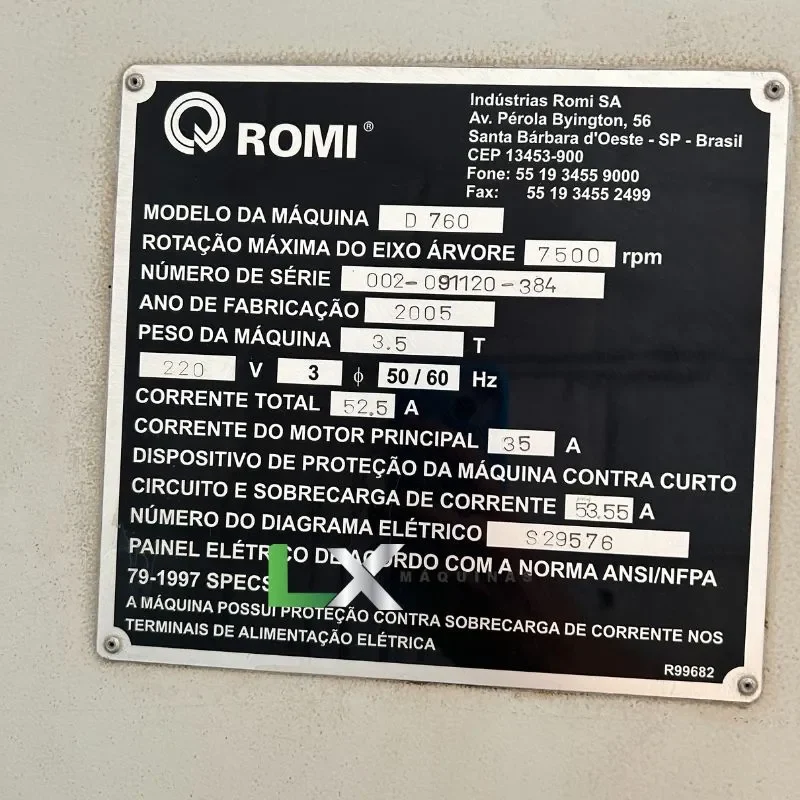 ROMI®
Indústrias Romi SA
Av. Pérola Byington, 56
Santa Bárbara d'Oeste - SP - Brasil
CEP 13453-900
Fone: 55 19 3455 9000
Fax: 55 19 3455 2499
MODELO DA MÁQUINA D 760
ROTAÇÃO MÁXIMA DO EIXO ÁRVORE 7500 rpm
NÚMERO DE SÉRIE 002-091120-384
ANO DE FABRICAÇÃO 2005
PESO DA MÁQUINA 3.5 T
220 V 3 ϕ 50/60 Hz
CORRENTE TOTAL 52.5 A
CORRENTE DO MOTOR PRINCIPAL 35 A
DISPOSITIVO DE PROTEÇÃO DA MÁQUINA CONTRA CURTO
CIRCUITO E SOBRECARGA DE CORRENTE 53.55 A
NÚMERO DO DIAGRAMA ELÉTRICO S29576
PAINEL ELÉTRICO DE ACORDO COM A NORMA ANSI/NFPA
79-1997 SPECS
LX MÁQUINAS
A MÁQUINA POSSUI PROTEÇÃO CONTRA SOBRECARGA DE CORRENTE NOS
TERMINAIS DE ALIMENTAÇÃO ELÉTRICA
R99682